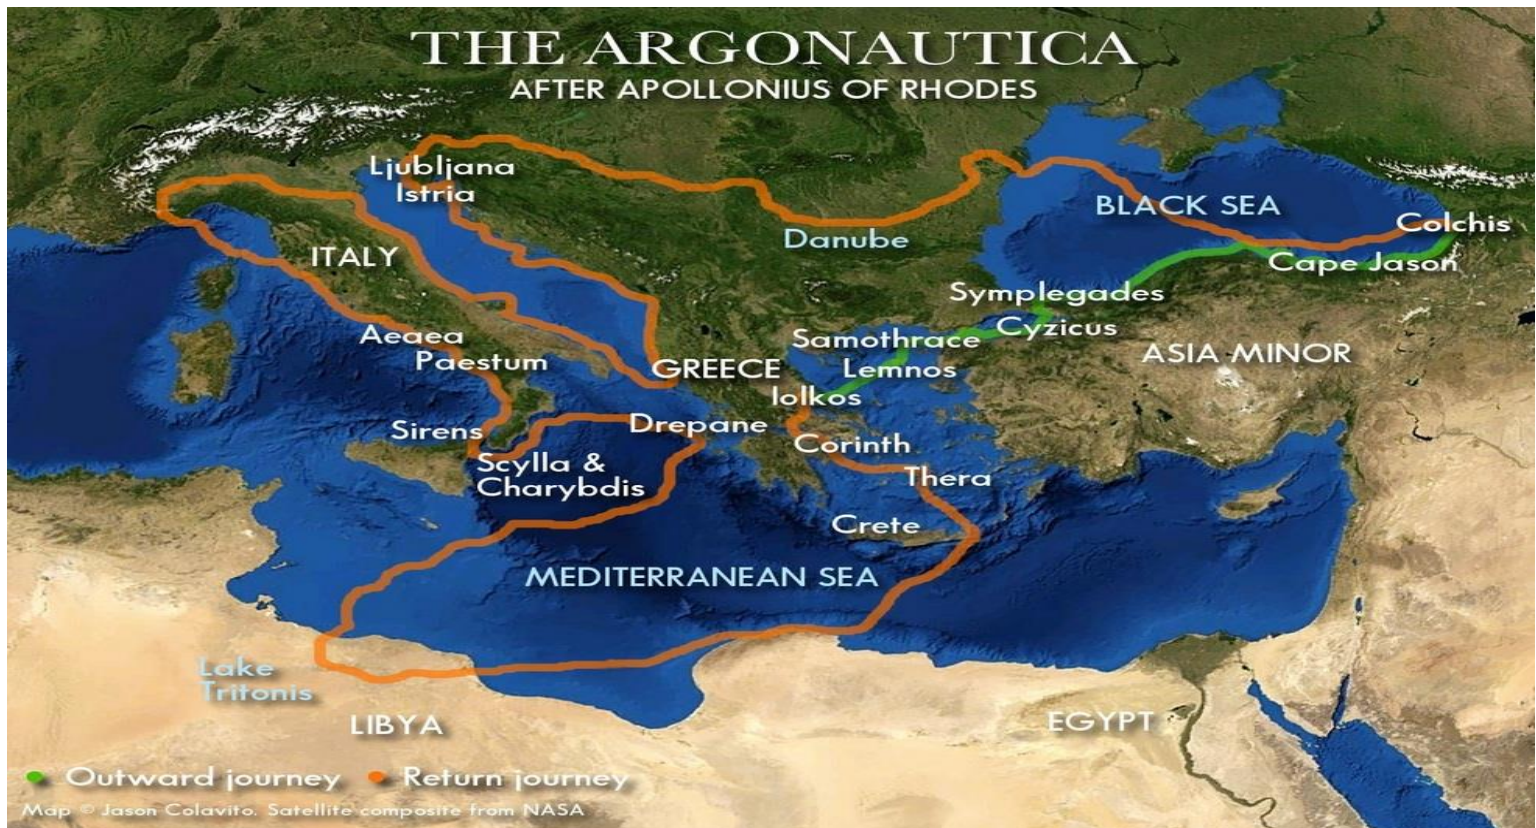 THE ARGONAUTICA
AFTER APOLLONIUS OF RHODES
Ljubljana
Istria
BLACK SEA
Colchis
Danube
ITALY
Cape Jason
Symplegades
Cyzicus
Samothrace
Aeaea
ASIA MINOR
Paestum
GREECE
Lemnos
Iolkos
Drepane
Sirens
Corinth
Scylla &
Charybdis
Thera
Crete
MEDITERRANEAN SEA
Lake
Tritonis
LIBYA
EGYPT
Outward journey
Return journey
Map © Jason Colavito. Satellite composite from NASA